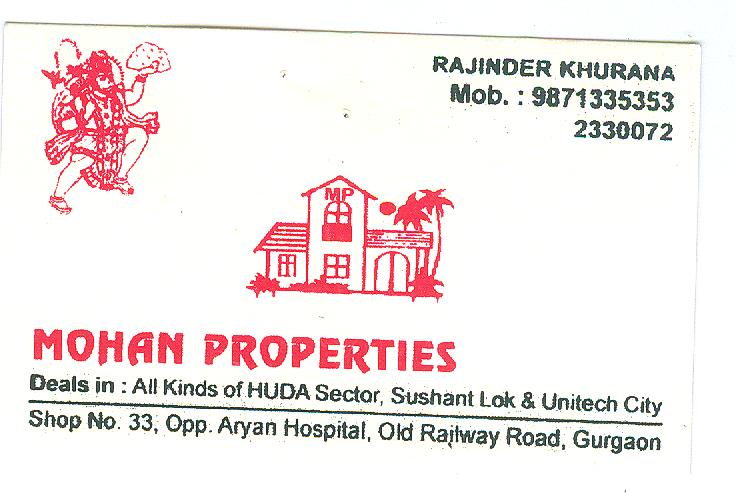 RAJINDER KHURANA
Mob. : 9871335353
2330072
MP
MOHAN PROPERTIES
Deals in : All Kinds of HUDA Sector, Sushant Lok & Unitech City
Shop No. 33, Opp. Aryan Hospital, Old Railway Road, Gurgaon